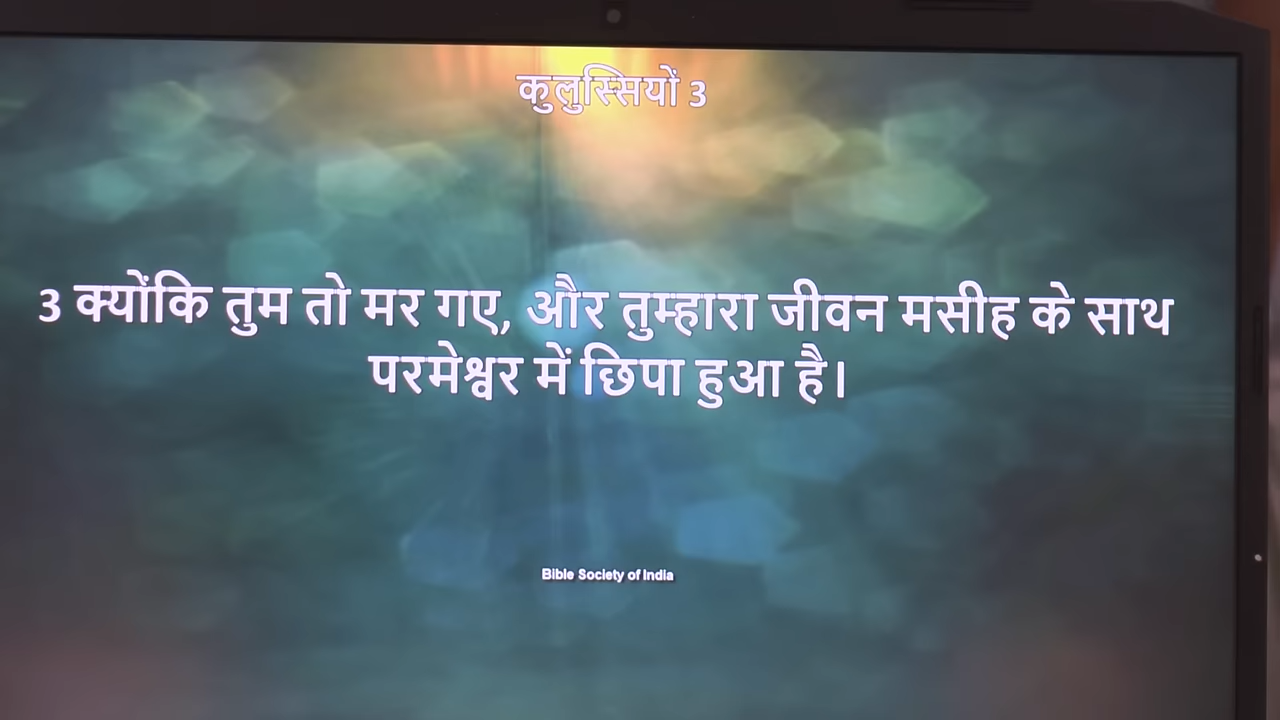 कुलुस्सियों 3
3 क्योंकि तुम तो मर गए, और तुम्हारा जीवन मसीह के साथ
परमेश्वर में छिपा हुआ है।
Bible Society of India